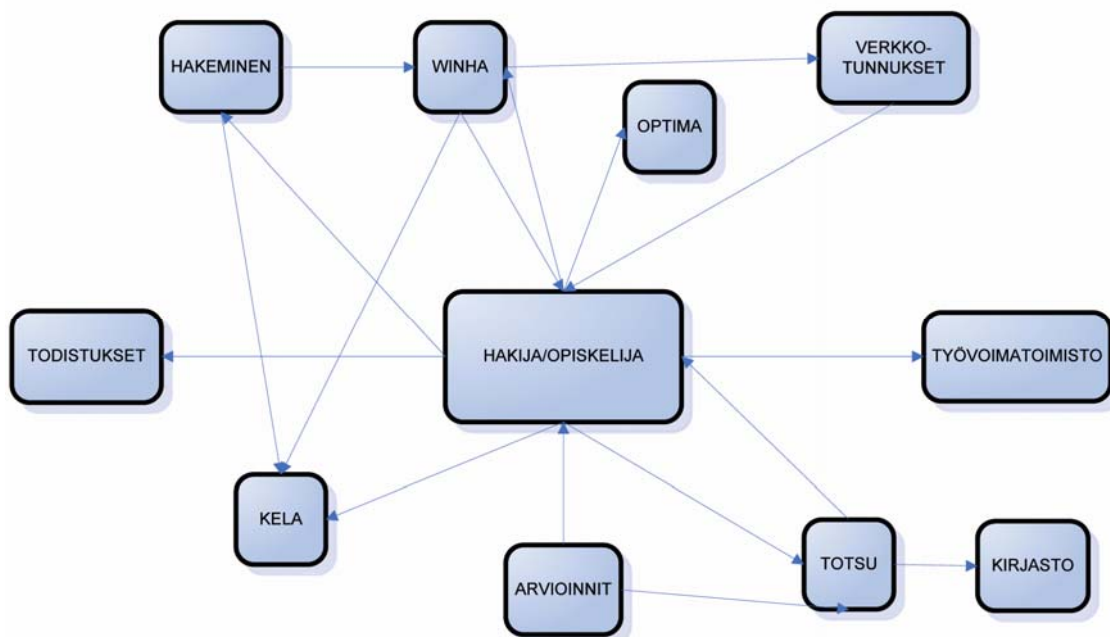 HAKEMINEN
WINHA
VERKKO-
TUNNUKSET
OPTIMA
TODISTUKSET
HAKIJA/OPISKELIJA
TYÖVOIMATOIMISTO
KELA
ARVIOINNIT
TOTSU
KIRJASTO